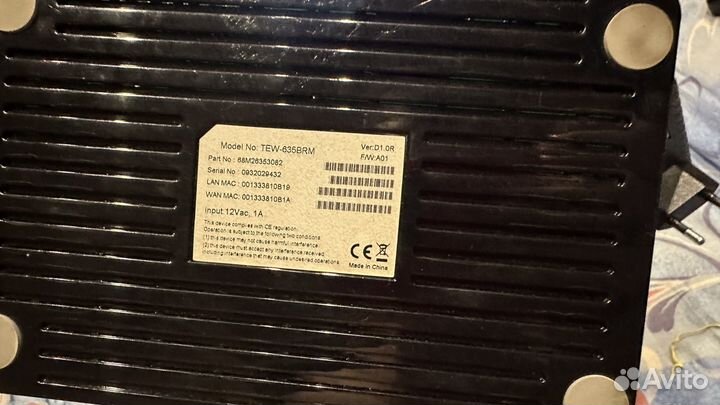 Model No: TEW-635BRM
Ver:D1.0R
Part No : 68M26353082
F/W:A01
Serial No : 0932029432
LAN MAC : 001333810B19
WAN MAC : 001333810B1A
Input:12Vac, 1A
This device complies with CE regulation.
Operation is subject to the following two conditions:
(1) this device may not cause harmful interference.
(2) this device must accept any interference received
including interference that may cause undesired operations.
CE
Made in China
Avito